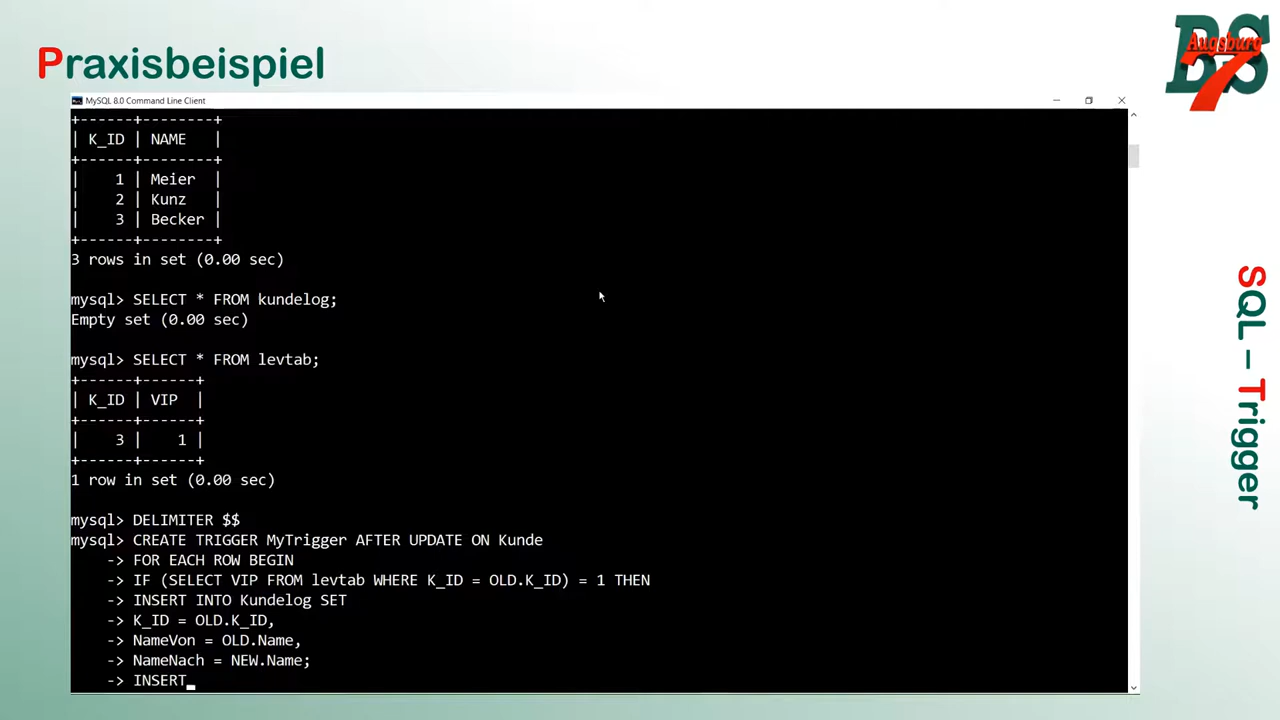 Praxisbeispiel
BS7
Augsburg
MySQL 8.0 Command Line Client
+------+--------+
| K_ID | NAME   |
+------+--------+
|    1 | Meier  |
|    2 | Kunz   |
|    3 | Becker |
+------+--------+
3 rows in set (0.00 sec)
mysql> SELECT * FROM kundelog;
Empty set (0.00 sec)
mysql> SELECT * FROM levtab;
+------+------+
| K_ID | VIP  |
+------+------+
|    3 |    1 |
+------+------+
1 row in set (0.00 sec)
mysql> DELIMITER $$
mysql> CREATE TRIGGER MyTrigger AFTER UPDATE ON Kunde
    -> FOR EACH ROW BEGIN
    -> IF (SELECT VIP FROM levtab WHERE K_ID = OLD.K_ID) = 1 THEN
    -> INSERT INTO Kundelog SET
    -> K_ID = OLD.K_ID,
    -> NameVon = OLD.Name,
    -> NameNach = NEW.Name;
    -> INSERT_
SQL – Trigger